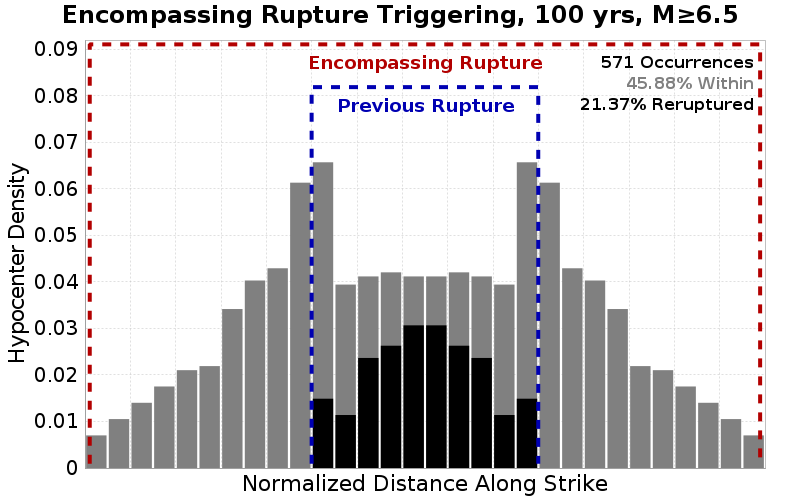 Encompassing Rupture Triggering, 100 yrs, M≥6.5
0.09
0.08
0.07
0.06
0.05
0.04
0.03
0.02
0.01
0
Hypocenter Density
Encompassing Rupture
Previous Rupture
571 Occurrences
45.88% Within
21.37% Reruptured
Normalized Distance Along Strike